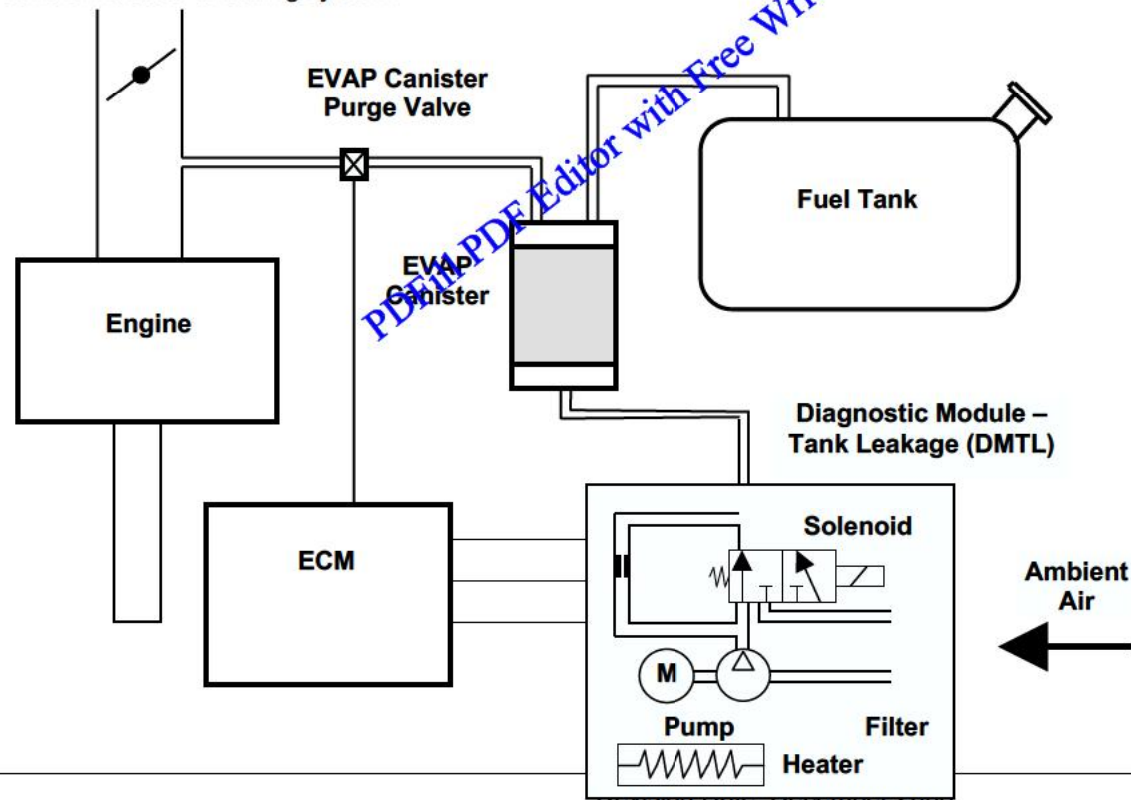 EVAP Canister
Purge Valve
PDFill PDF Editor with Free
Fuel Tank
EVAP
Canister
Engine
Diagnostic Module –
Tank Leakage (DMTL)
Solenoid
ECM
Ambient
Air
M
Pump
Filter
Heater